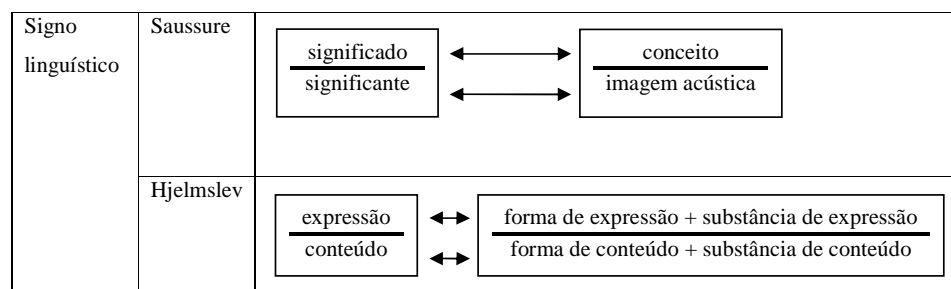 Signo
linguístico
Saussure
significado
significante
conceito
imagem acústica
Hjelmslev
expressão
conteúdo
forma de expressão + substância de expressão
forma de conteúdo + substância de conteúdo